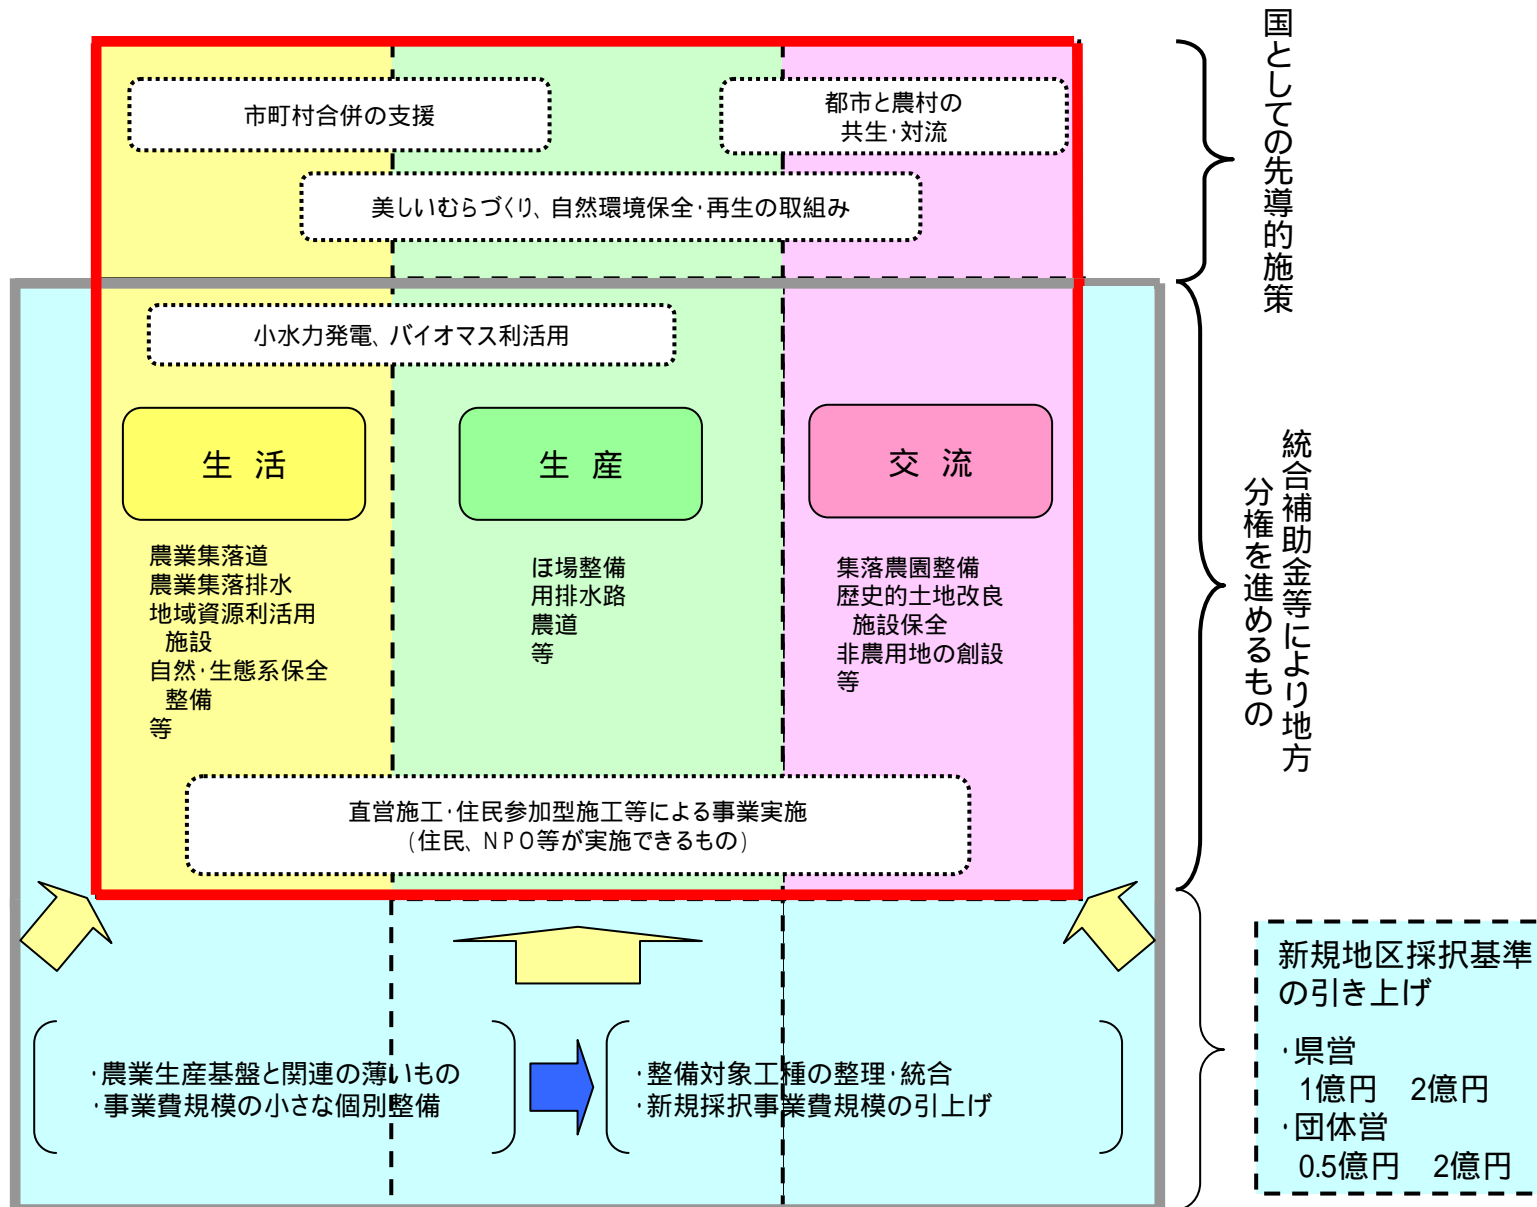 国としての先導的施策
市町村合併の支援
都市と農村の
共生・対流
美しいむらづくり、自然環境保全・再生の取組み
小水力発電、バイオマス利活用
生 活
生 産
交 流
農業集落道
農業集落排水
地域資源利活用
施設
自然・生態系保全
整備
等
ほ場整備
用排水路
農道
等
集落農園整備
歴史的土地改良
施設保全
非農用地の創設
等
統合補助金等により地方
分権を進めるもの
直営施工・住民参加型施工等による事業実施
(住民、NPO等が実施できるもの)
・農業生産基盤と関連の薄いもの
・事業費規模の小さな個別整備
・整備対象工種の整理・統合
・新規採択事業費規模の引上げ
新規地区採択基準
の引き上げ
・県営
1億円 2億円
・団体営
0.5億円 2億円